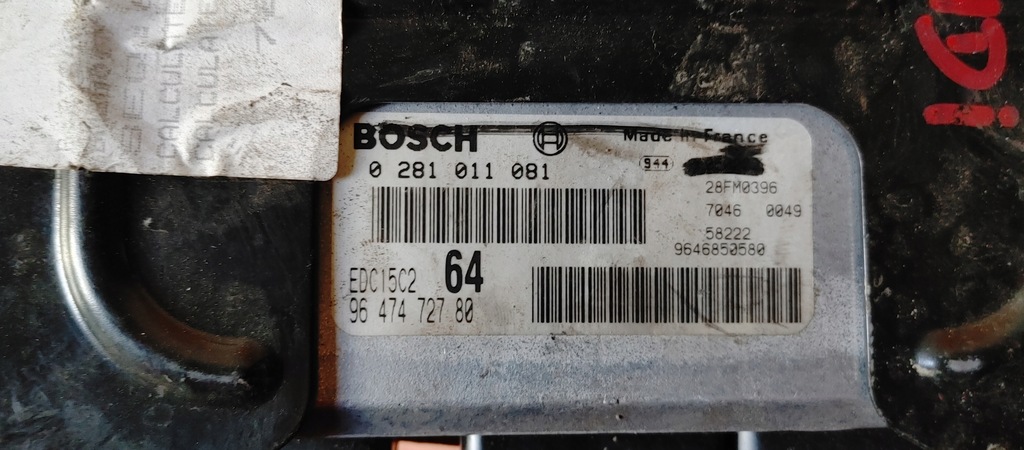 CALCULA
BOSCH
Made in France
0 281 011 081
944
28FM0396
7046 0049
58222
9646850580
EDC15C2 64
96 474 727 80